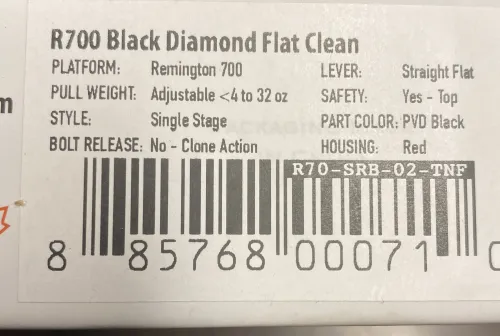 R700 Black Diamond Flat Clean
PLATFORM: Remington 700 LEVER: Straight Flat
PULL WEIGHT: Adjustable <4 to 32 oz SAFETY: Yes - Top
STYLE: Single Stage PART COLOR: PVD Black
BOLT RELEASE: No - Clone Action HOUSING: Red
R70-SRB-02-TNF
8 85768 00071 0
m